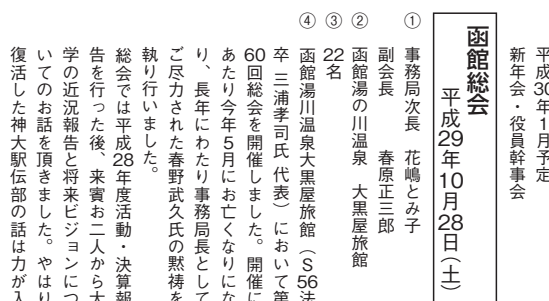 平成30年1月予定
新年会・役員幹事会
函館総会
平成29年10月28日(土)
① 事務局次長 花嶋とみ子
副会長 春原正三郎
② 函館湯の川温泉 大黒屋旅館
③ 22名
④ 函館湯川温泉大黒屋旅館(S56法
卒 三浦孝司氏 代表)において第
60回総会を開催しました。開催に
あたり今年5月にお亡くなりにな
り、長年にわたり事務局長として
ご尽力された春野武久氏の黙祷を
執り行いました。
総会では平成28年度活動・決算報
告を行った後、来賓お二人から大
学の近況報告と将来ビジョンにつ
いてのお話を頂きました。やはり
復活した神大駅伝部の話は力が入